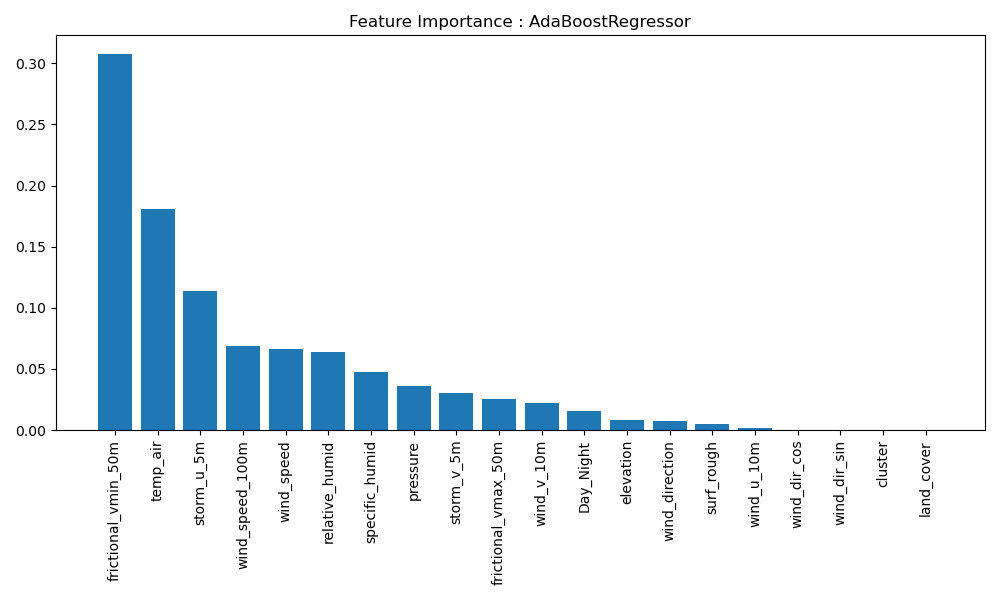 Feature Importance : AdaBoostRegressor
0.30
0.25
0.20
0.15
0.10
0.05
0.00
frictional_vmin_50m
temp_air
storm_u_5m
wind_speed_100m
wind_speed
relative_humid
specific_humid
pressure
storm_v_5m
frictional_vmax_50m
wind_v_10m
Day_Night
elevation
wind_direction
surf_rough
wind_u_10m
wind_dir_cos
wind_dir_sin
cluster
land_cover